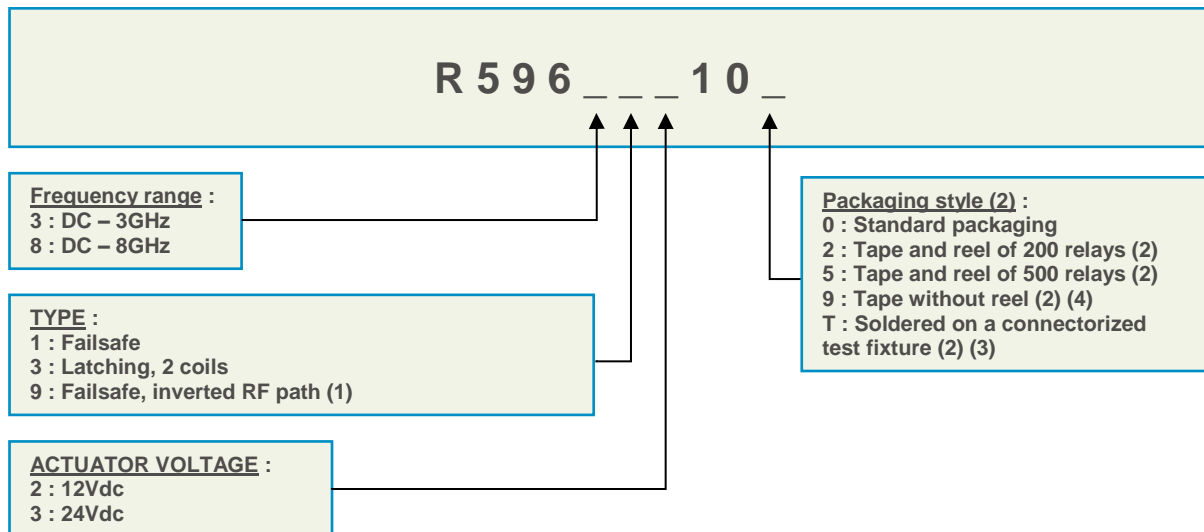 R 5 9 6 _ _ _ 1 0 _
Frequency range :
3 : DC – 3GHz
8 : DC – 8GHz
TYPE :
1 : Failsafe
3 : Latching, 2 coils
9 : Failsafe, inverted RF path (1)
ACTUATOR VOLTAGE :
2 : 12Vdc
3 : 24Vdc
Packaging style (2) :
0 : Standard packaging
2 : Tape and reel of 200 relays (2)
5 : Tape and reel of 500 relays (2)
9 : Tape without reel (2) (4)
T : Soldered on a connectorized
test fixture (2) (3)